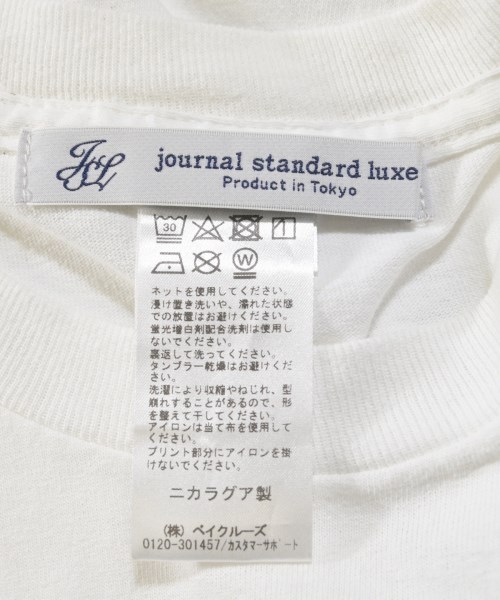 JSL journal standard luxe
Product in Tokyo
30
W
ネットを使用してください。
浸け置き洗いや、濡れた状態
での放置はお避けください。
蛍光増白剤配合洗剤は使用し
ないでください。
裏返して洗ってください。
タンブラー乾燥はお避けくだ
さい。
洗濯により収縮やねじれ、型
崩れすることがあるので、形
を整えて干してください。
アイロンは当て布を使用して
ください。
プリント部分にアイロンを掛
けないでください。
ニカラグア製
(株) ベイクルーズ
0120-301457/カスタマーサポート